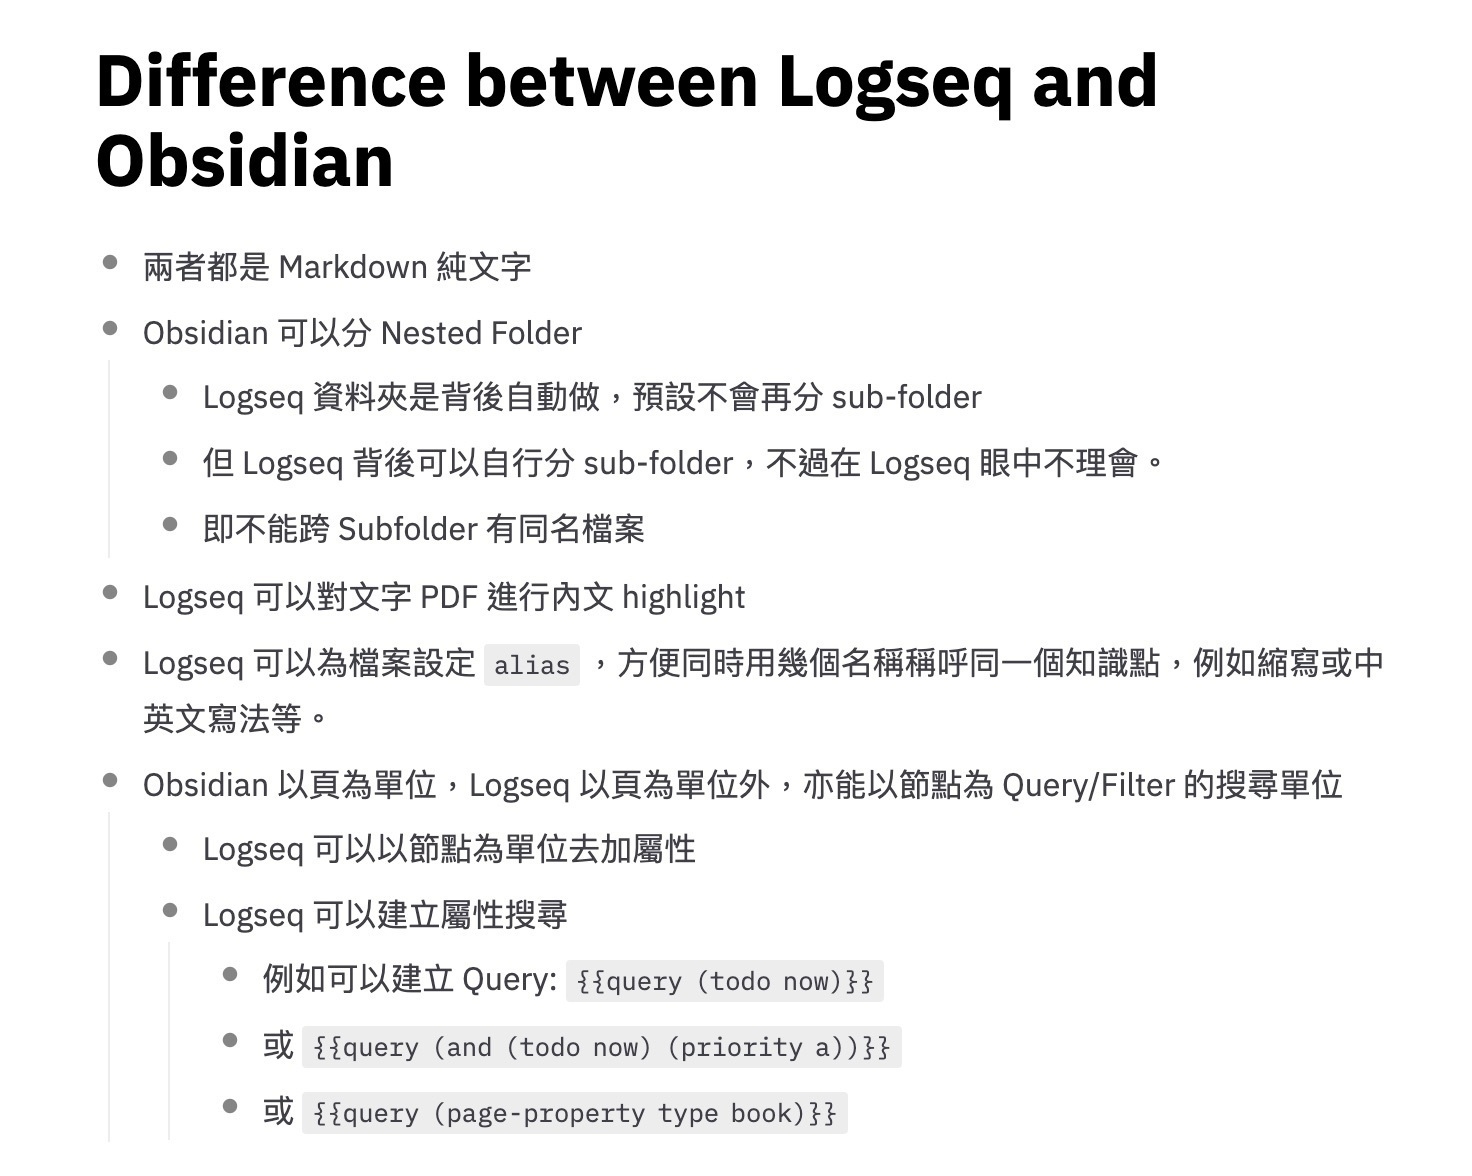 Difference between Logseq and
Obsidian
兩者都是 Markdown 純文字
Obsidian 可以分 Nested Folder
Logseq 資料夾是背後自動做，預設不會再分 sub-folder
但 Logseq 背後可以自行分 sub-folder，不過在 Logseq 眼中不理會。
即不能跨 Subfolder 有同名檔案
Logseq 可以對文字 PDF 進行內文 highlight
Logseq 可以為檔案設定 alias ，方便同時用幾個名稱稱呼同一個知識點，例如縮寫或中
英文寫法等。
Obsidian 以頁為單位，Logseq 以頁為單位外，亦能以節點為 Query/Filter 的搜尋單位
Logseq 可以以節點為單位去加屬性
Logseq 可以建立屬性搜尋
例如可以建立 Query: {{query (todo now)}}
或 {{query (and (todo now) (priority a))}}
或 {{query (page-property type book)}}